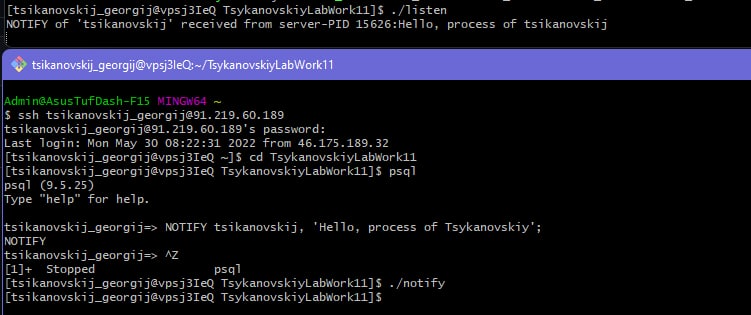 [tsikanovskij_georgij@vpsj3IeQ TsykanovskiyLabWork11]$ ./listen
NOTIFY of 'tsikanovskij' received from server-PID 15626:Hello, process of tsikanovskij
tsikanovskij_georgij@vpsj3IeQ:~/TsykanovskiyLabWork11
Admin@AsusTufDash-F15 MINGW64 ~
$ ssh tsikanovskij_georgij@91.219.60.189
tsikanovskij_georgij@91.219.60.189's password:
Last login: Mon May 30 08:22:31 2022 from 46.175.189.32
[tsikanovskij_georgij@vpsj3IeQ ~]$ cd TsykanovskiyLabWork11
[tsikanovskij_georgij@vpsj3IeQ TsykanovskiyLabWork11]$ psql
psql (9.5.25)
Type "help" for help.
tsikanovskij_georgij=> NOTIFY tsikanovskij, 'Hello, process of Tsykanovskiy';
NOTIFY
tsikanovskij_georgij=> ^Z
[1]+  Stopped                 psql
[tsikanovskij_georgij@vpsj3IeQ TsykanovskiyLabWork11]$ ./notify
[tsikanovskij_georgij@vpsj3IeQ TsykanovskiyLabWork11]$